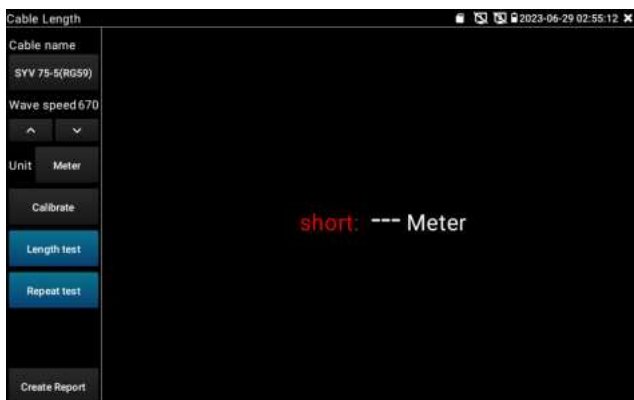 Cable Length
2023-06-29 02:55:12
Cable name
SYV 75-5(RG59)
Wave speed 670
Unit Meter
Calibrate
short: --- Meter
Length test
Repeat test
Create Report